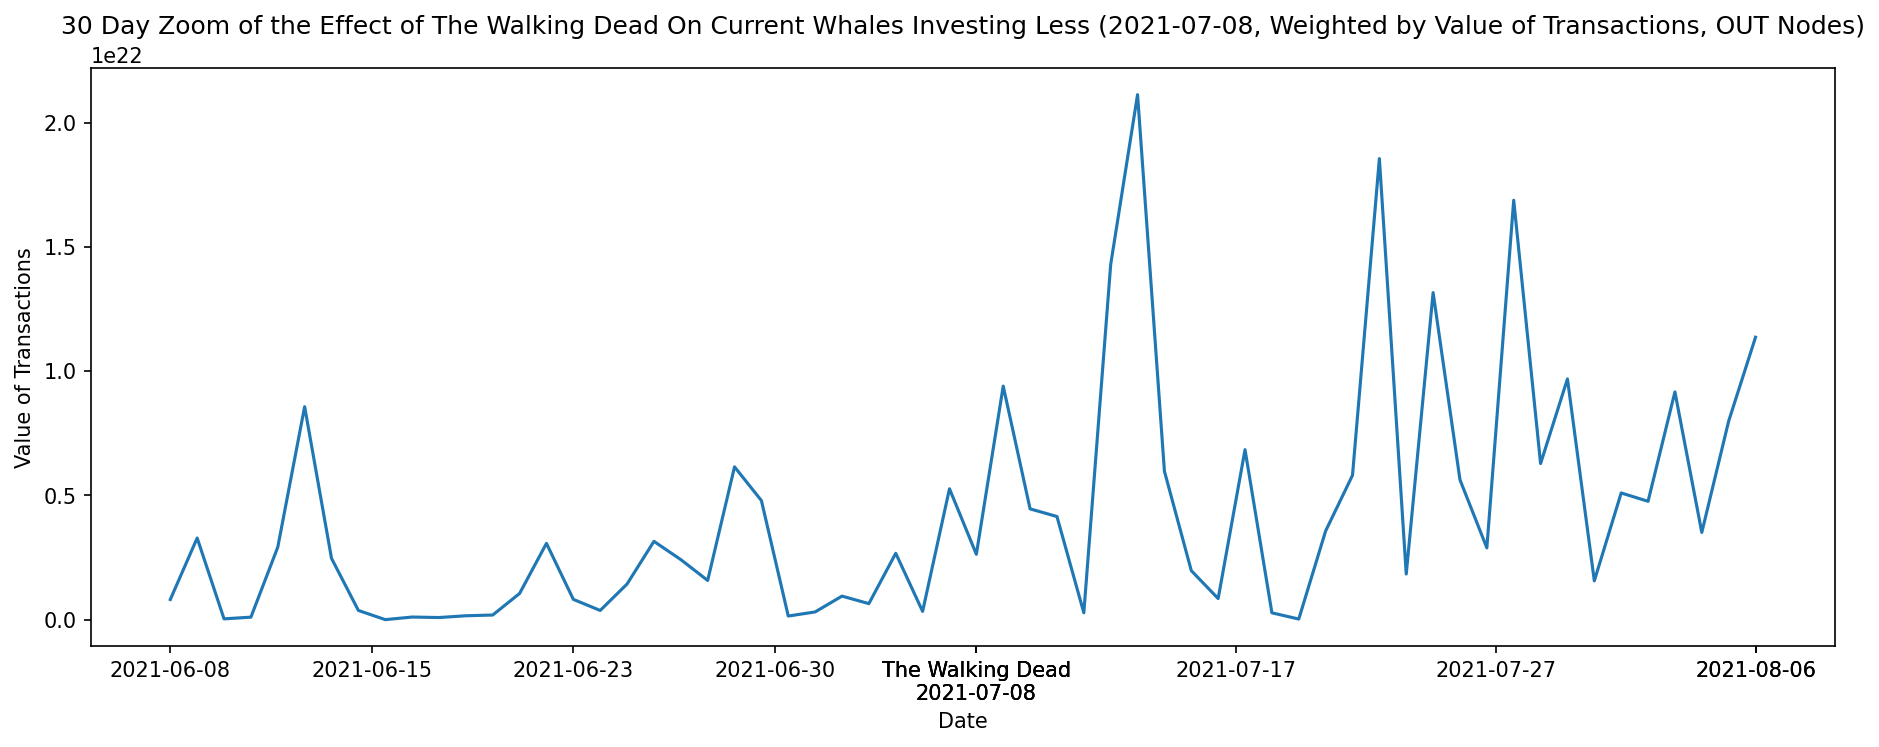 30 Day Zoom of the Effect of The Walking Dead On Current Whales Investing Less (2021-07-08, Weighted by Value of Transactions, OUT Nodes)
1e22
2.0
1.5
1.0
0.5
0.0
Value of Transactions
2021-06-08 2021-06-15 2021-06-23 2021-06-30 The Walking Dead 2021-07-17 2021-07-27 2021-08-06
2021-07-08
Date